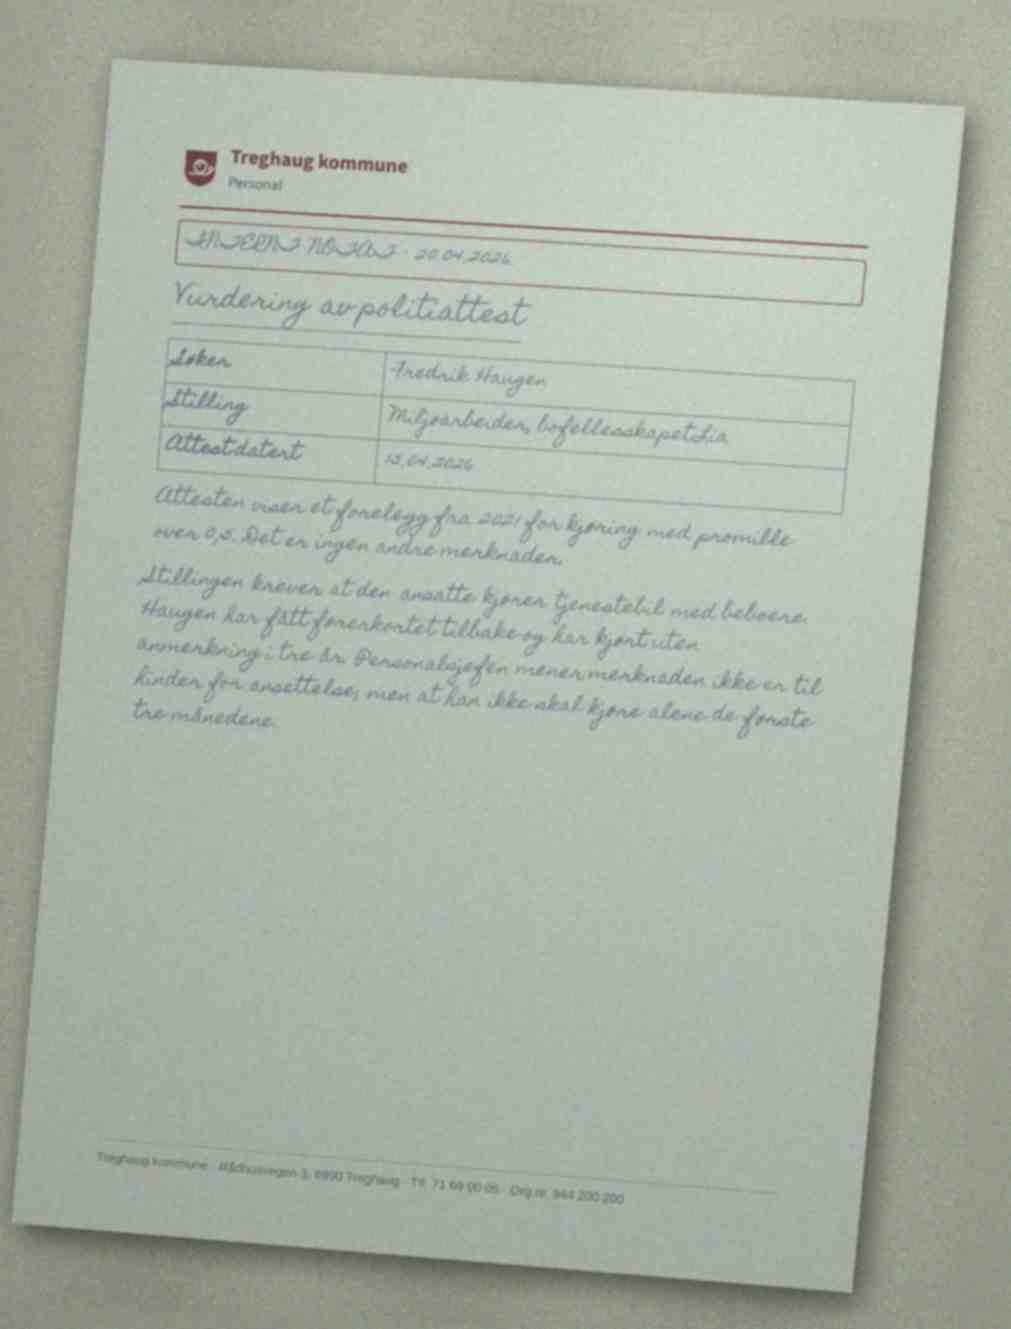 Treghaug kommune
Personal
INTERNT NOTAT · 20.04.2026
Vurdering av politiattest
Søker Fredrik Haugen
Stilling Miljøarbeider, bofellesskapet Lia
Attest datert 15.04.2026
Attesten viser et forelegg fra 2021 for kjøring med promille
over 0,5. Det er ingen andre merknader.
Stillingen krever at den ansatte kjører tjenestebil med beboere.
Haugen har fått førerkortet tilbake og har kjørt uten
anmerkning i tre år. Personalsjefen mener merknaden ikke er til
hinder for ansettelse, men at han ikke skal kjøre alene de første
tre månedene.
Treghaug kommune · Rådhusvegen 3, 6990 Treghaug · Tlf. 71 69 00 05 · Org.nr. 944 200 200